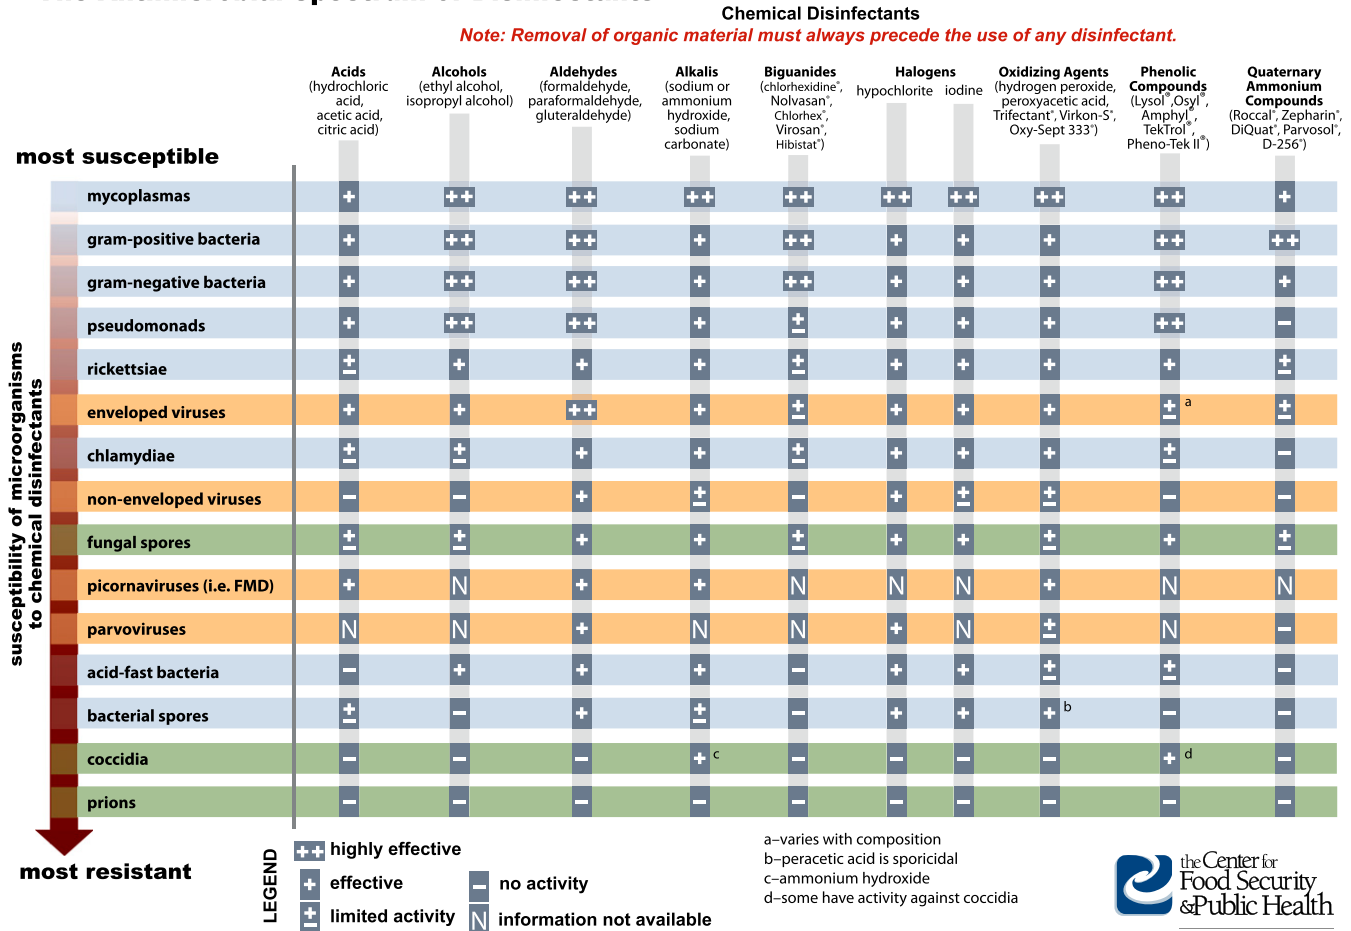 The Antimicrobial Spectrum of Disinfectants
Chemical Disinfectants
Note: Removal of organic material must always precede the use of any disinfectant.
Acids
(hydrochloric
acid,
acetic acid,
citric acid)
Alcohols
(ethyl alcohol,
isopropyl alcohol)
Aldehydes
(formaldehyde,
paraformaldehyde,
gluteraldehyde)
Alkalis
(sodium or
ammonium
hydroxide,
sodium
carbonate)
Biguanides
(chlorhexidine®,
Nolvasan®,
Chlorhex®,
Virosan®,
Hibistat®)
Halogens
hypochlorite iodine
Oxidizing Agents
(hydrogen peroxide,
peroxyacetic acid,
Trifectant®, Virkon-S®,
Oxy-Sept 333®)
Phenolic
Compounds
(Lysol®,Osyl®,
Amphyl®,
TekTrol®,
Pheno-Tek II®)
Quaternary
Ammonium
Compounds
(Roccal®, Zepharin®,
DiQuat®, Parvosol®,
D-256®)
most susceptible
susceptibility of microorganisms
to chemical disinfectants
mycoplasmas + ++ ++ ++ ++ ++ ++ ++ ++ +
gram-positive bacteria + ++ ++ + ++ + + + ++ ++
gram-negative bacteria + ++ ++ + ++ + + + ++ +
pseudomonads + ++ ++ + ± + + + ++ −
rickettsiae ± + + + ± + + + + ±
enveloped viruses + + ++ + ± + + + ± a ±
chlamydiae ± ± + + ± + + + ± −
non-enveloped viruses − − + ± − + ± ± − −
fungal spores ± ± + + ± + + ± + ±
picornaviruses (i.e. FMD) + N + + N N N + N N
parvoviruses N N + N N + N ± N −
acid-fast bacteria − + + + − + + ± ± −
bacterial spores ± − + ± − + + + b − −
coccidia − − − + c − − − − + d −
prions − − − − − − − − − −
most resistant
LEGEND
++ highly effective
+ effective
± limited activity
− no activity
N information not available
a–varies with composition
b–peracetic acid is sporicidal
c–ammonium hydroxide
d–some have activity against coccidia
the Center for
Food Security
&Public Health